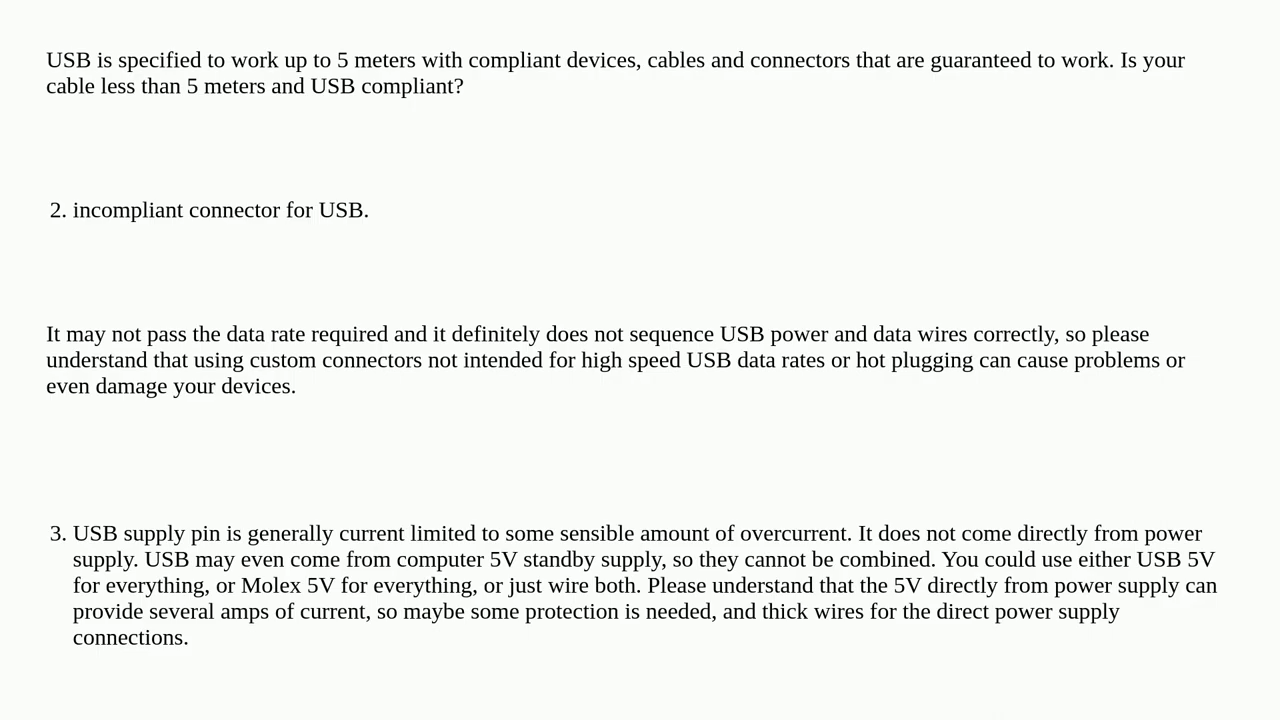 USB is specified to work up to 5 meters with compliant devices, cables and connectors that are guaranteed to work. Is your
cable less than 5 meters and USB compliant?
2. incompliant connector for USB.
It may not pass the data rate required and it definitely does not sequence USB power and data wires correctly, so please
understand that using custom connectors not intended for high speed USB data rates or hot plugging can cause problems or
even damage your devices.
3. USB supply pin is generally current limited to some sensible amount of overcurrent. It does not come directly from power
supply. USB may even come from computer 5V standby supply, so they cannot be combined. You could use either USB 5V
for everything, or Molex 5V for everything, or just wire both. Please understand that the 5V directly from power supply can
provide several amps of current, so maybe some protection is needed, and thick wires for the direct power supply
connections.